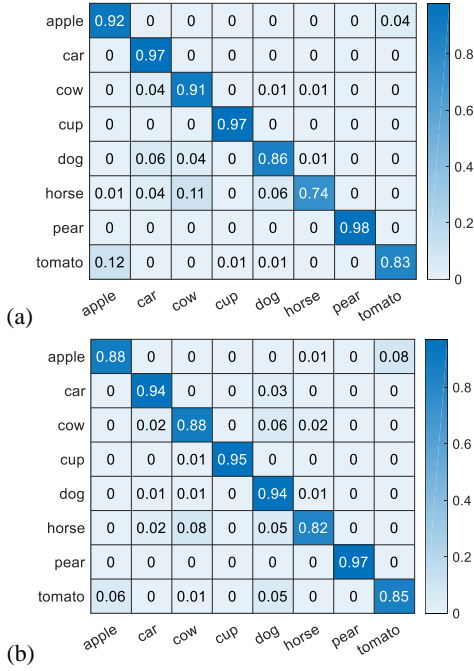 apple 0.92 0 0 0 0 0 0 0.04
car 0 0.97 0 0 0 0 0 0
cow 0 0.04 0.91 0 0.01 0.01 0 0
cup 0 0 0 0.97 0 0 0 0
dog 0 0.06 0.04 0 0.86 0.01 0 0
horse 0.01 0.04 0.11 0 0.06 0.74 0 0
pear 0 0 0 0 0 0 0.98 0
tomato 0.12 0 0 0.01 0.01 0 0 0.83
apple car cow cup dog horse pear tomato
0.8
0.6
0.4
0.2
0
(a)
apple 0.88 0 0 0 0 0.01 0 0.08
car 0 0.94 0 0 0.03 0 0 0
cow 0 0.02 0.88 0 0.06 0.02 0 0
cup 0 0 0.01 0.95 0 0 0 0
dog 0 0.01 0.01 0 0.94 0.01 0 0
horse 0 0.02 0.08 0 0.05 0.82 0 0
pear 0 0 0 0 0 0 0.97 0
tomato 0.06 0 0.01 0 0.05 0 0 0.85
apple car cow cup dog horse pear tomato
0.8
0.6
0.4
0.2
0
(b)